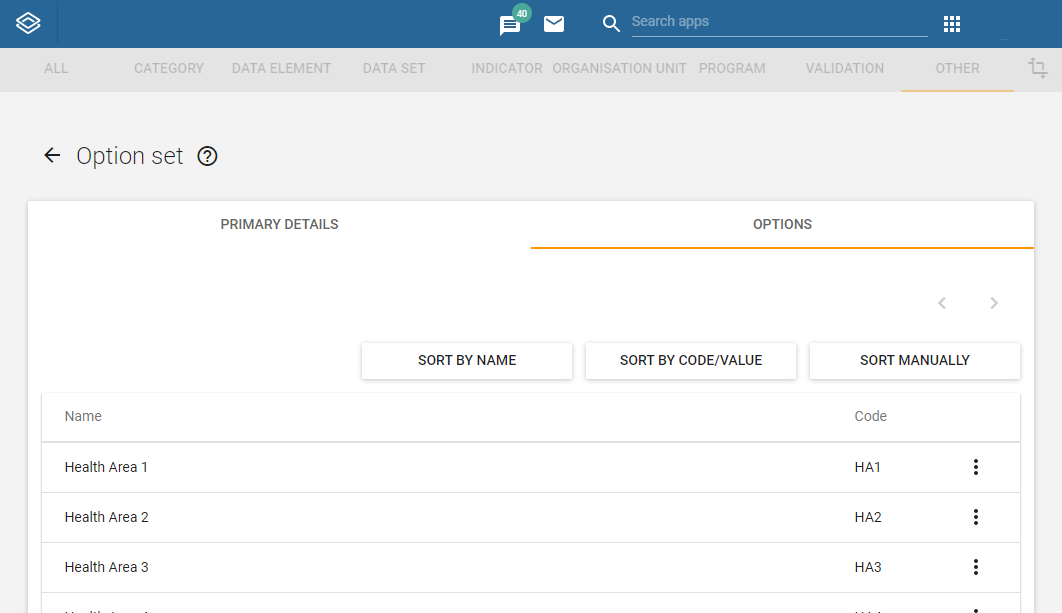 40
Search apps
ALL CATEGORY DATA ELEMENT DATA SET INDICATOR ORGANISATION UNIT PROGRAM VALIDATION OTHER
Option set
PRIMARY DETAILS OPTIONS
SORT BY NAME SORT BY CODE/VALUE SORT MANUALLY
Name Code
Health Area 1 HA1
Health Area 2 HA2
Health Area 3 HA3